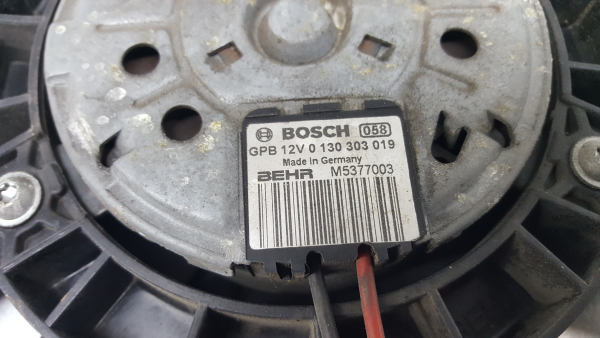 BOSCH 058
GPB 12V 0 130 303 019
Made in Germany
BEHR M5377003